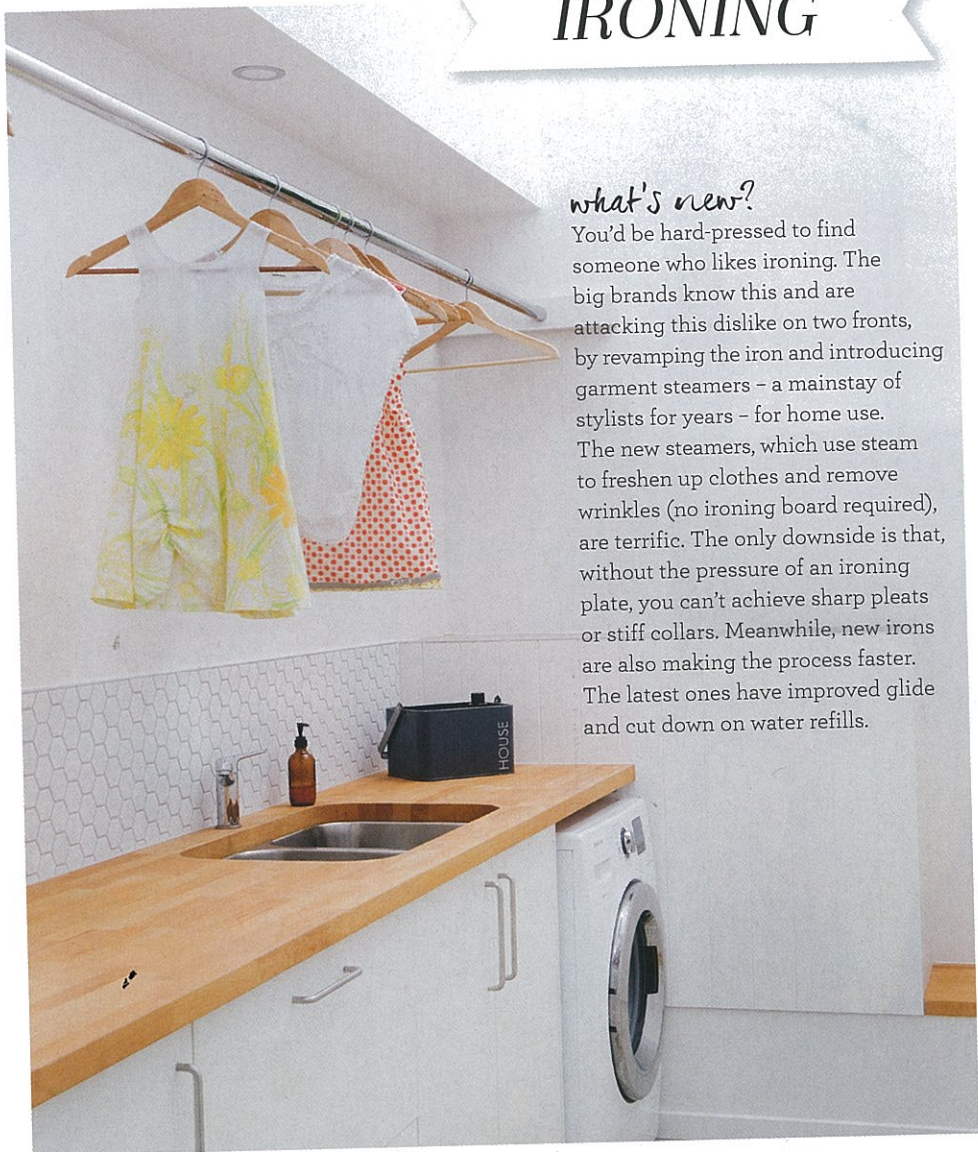 IRONING
what's new?
You'd be hard-pressed to find
someone who likes ironing. The
big brands know this and are
attacking this dislike on two fronts,
by revamping the iron and introducing
garment steamers – a mainstay of
stylists for years – for home use.
The new steamers, which use steam
to freshen up clothes and remove
wrinkles (no ironing board required),
are terrific. The only downside is that,
without the pressure of an ironing
plate, you can't achieve sharp pleats
or stiff collars. Meanwhile, new irons
are also making the process faster.
The latest ones have improved glide
and cut down on water refills.
HOUSE